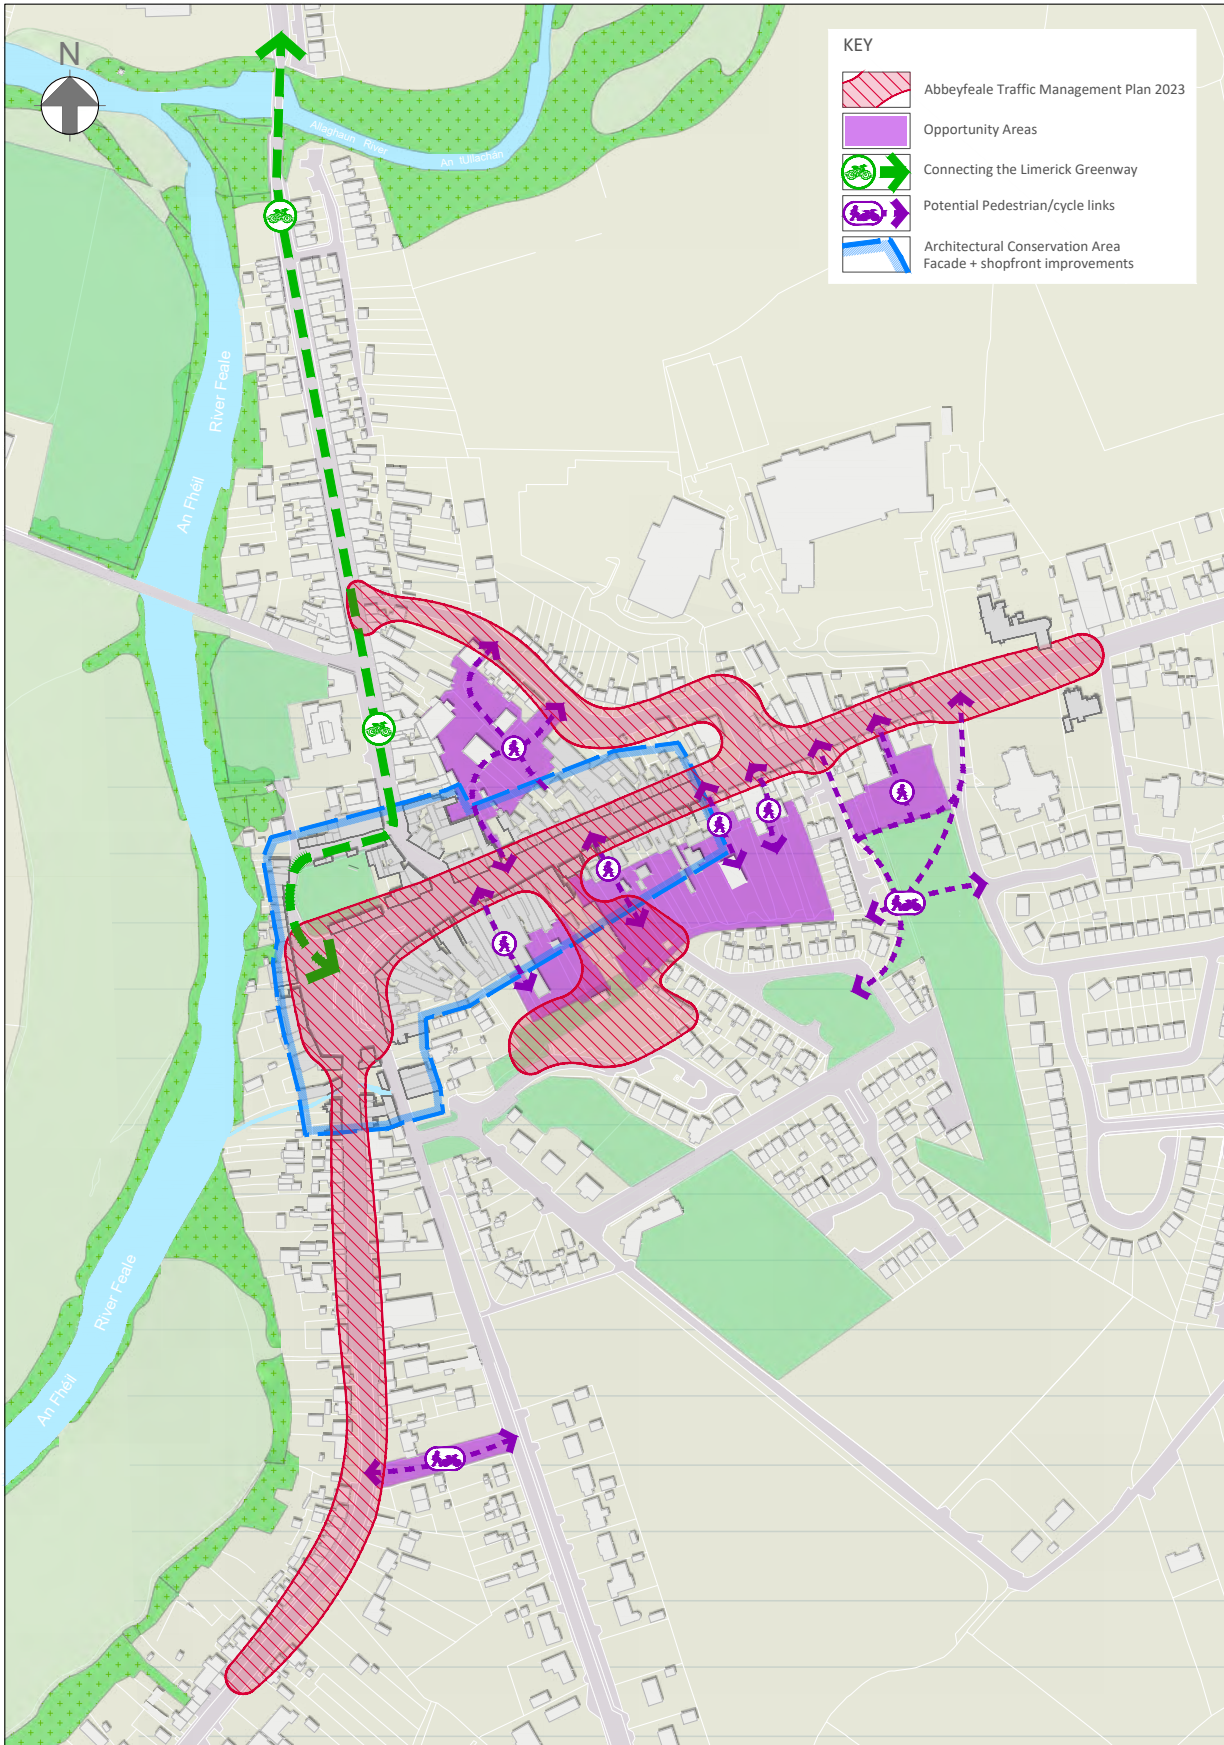 N
KEY
Abbeyfeale Traffic Management Plan 2023
Opportunity Areas
Connecting the Limerick Greenway
Potential Pedestrian/cycle links
Architectural Conservation Area
Facade + shopfront improvements
Allaghaun River
An tUllachán
River Feale
An Fhéil
River Feale
An Fhéil